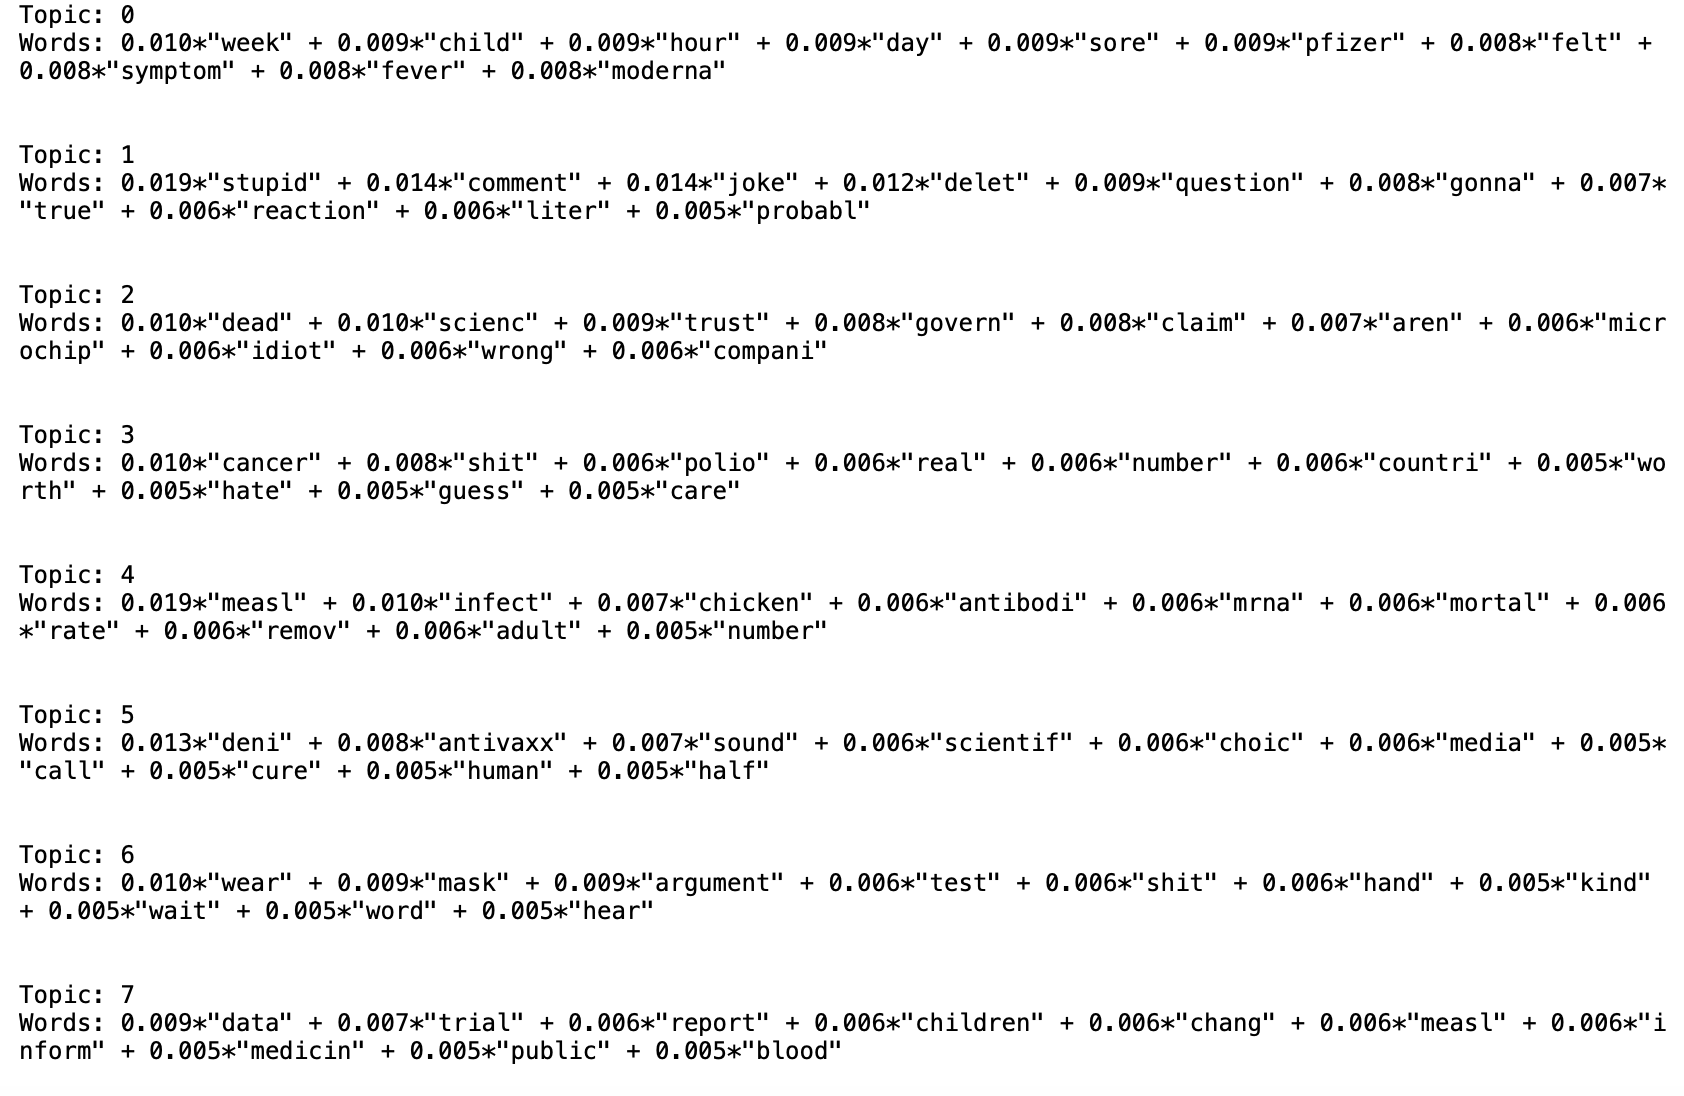 Topic: 0
Words: 0.010*"week" + 0.009*"child" + 0.009*"hour" + 0.009*"day" + 0.009*"sore" + 0.009*"pfizer" + 0.008*"felt" +
0.008*"symptom" + 0.008*"fever" + 0.008*"moderna"
Topic: 1
Words: 0.019*"stupid" + 0.014*"comment" + 0.014*"joke" + 0.012*"delet" + 0.009*"question" + 0.008*"gonna" + 0.007*
"true" + 0.006*"reaction" + 0.006*"liter" + 0.005*"probabl"
Topic: 2
Words: 0.010*"dead" + 0.010*"scienc" + 0.009*"trust" + 0.008*"govern" + 0.008*"claim" + 0.007*"aren" + 0.006*"micr
ochip" + 0.006*"idiot" + 0.006*"wrong" + 0.006*"compani"
Topic: 3
Words: 0.010*"cancer" + 0.008*"shit" + 0.006*"polio" + 0.006*"real" + 0.006*"number" + 0.006*"countri" + 0.005*"wo
rth" + 0.005*"hate" + 0.005*"guess" + 0.005*"care"
Topic: 4
Words: 0.019*"measl" + 0.010*"infect" + 0.007*"chicken" + 0.006*"antibodi" + 0.006*"mrna" + 0.006*"mortal" + 0.006
*"rate" + 0.006*"remov" + 0.006*"adult" + 0.005*"number"
Topic: 5
Words: 0.013*"deni" + 0.008*"antivaxx" + 0.007*"sound" + 0.006*"scientif" + 0.006*"choic" + 0.006*"media" + 0.005*
"call" + 0.005*"cure" + 0.005*"human" + 0.005*"half"
Topic: 6
Words: 0.010*"wear" + 0.009*"mask" + 0.009*"argument" + 0.006*"test" + 0.006*"shit" + 0.006*"hand" + 0.005*"kind"
+ 0.005*"wait" + 0.005*"word" + 0.005*"hear"
Topic: 7
Words: 0.009*"data" + 0.007*"trial" + 0.006*"report" + 0.006*"children" + 0.006*"chang" + 0.006*"measl" + 0.006*"i
nform" + 0.005*"medicin" + 0.005*"public" + 0.005*"blood"